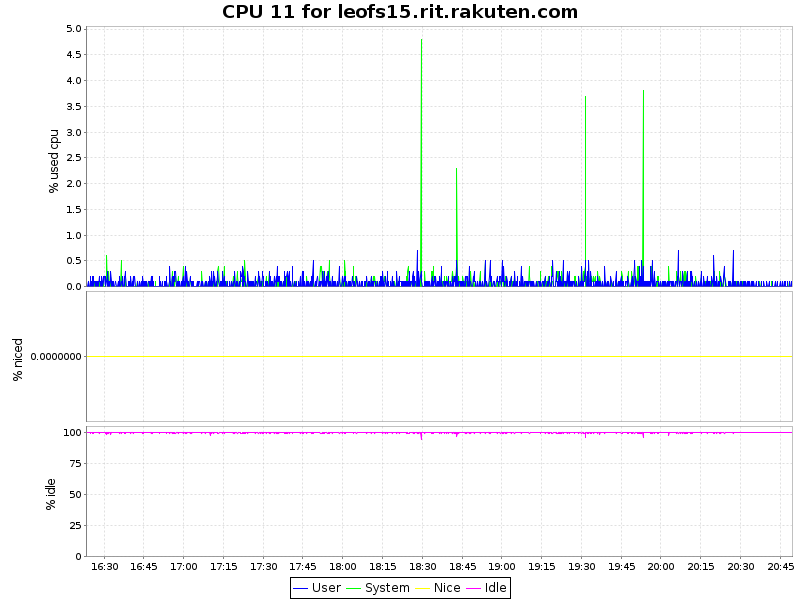 CPU 11 for leofs15.rit.rakuten.com
% used cpu
5.0
4.5
4.0
3.5
3.0
2.5
2.0
1.5
1.0
0.5
0.0
% niced
0.0000000
% idle
100
75
50
25
0
16:30 16:45 17:00 17:15 17:30 17:45 18:00 18:15 18:30 18:45 19:00 19:15 19:30 19:45 20:00 20:15 20:30 20:45
User System Nice Idle